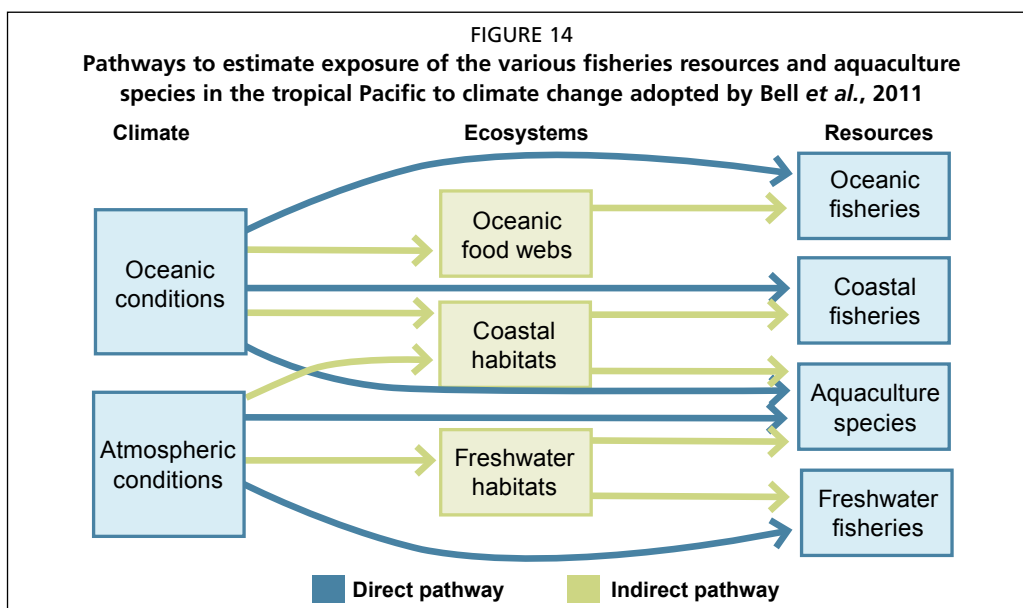 FIGURE 14
Pathways to estimate exposure of the various fisheries resources and aquaculture
species in the tropical Pacific to climate change adopted by Bell et al., 2011
Climate
Ecosystems
Resources
Oceanic
conditions
Atmospheric
conditions
Oceanic
food webs
Coastal
habitats
Freshwater
habitats
Oceanic
fisheries
Coastal
fisheries
Aquaculture
species
Freshwater
fisheries
Direct pathway
Indirect pathway